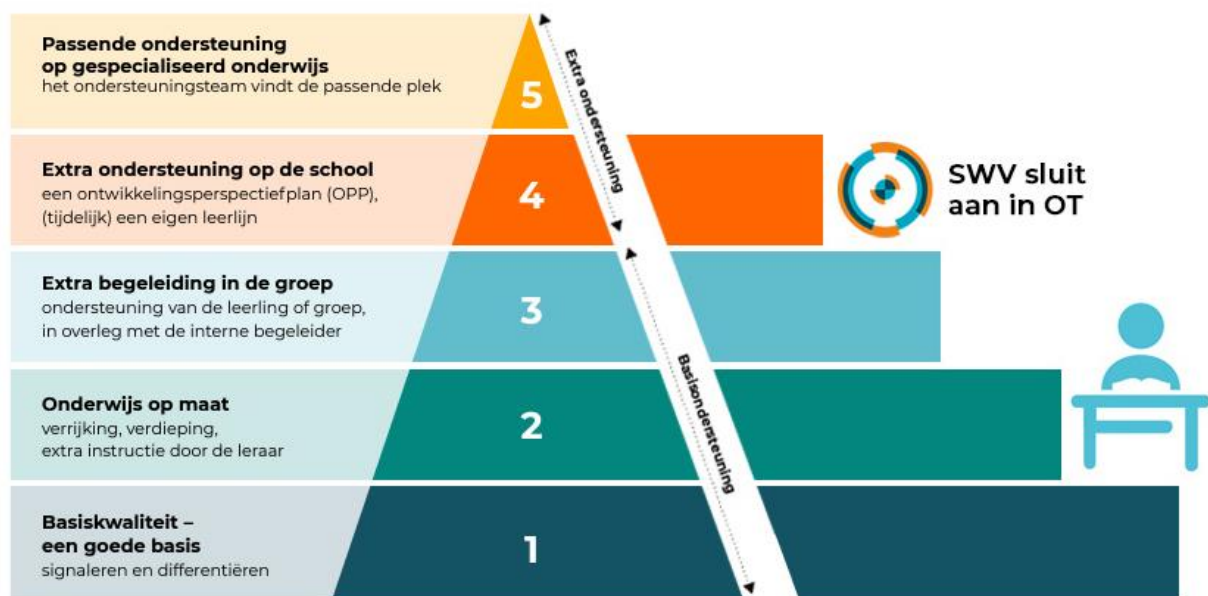 Passende ondersteuning
op gespecialiseerd onderwijs
het ondersteuningsteam vindt de passende plek
5
Extra ondersteuning
Extra ondersteuning op de school
een ontwikkelingsperspectiefplan (OPP),
(tijdelijk) een eigen leerlijn
4
SWV sluit
aan in OT
Extra begeleiding in de groep
ondersteuning van de leerling of groep,
in overleg met de interne begeleider
3
Basisondersteuning
Onderwijs op maat
verrijking, verdieping,
extra instructie door de leraar
2
Basiskwaliteit –
een goede basis
signaleren en differentiëren
1